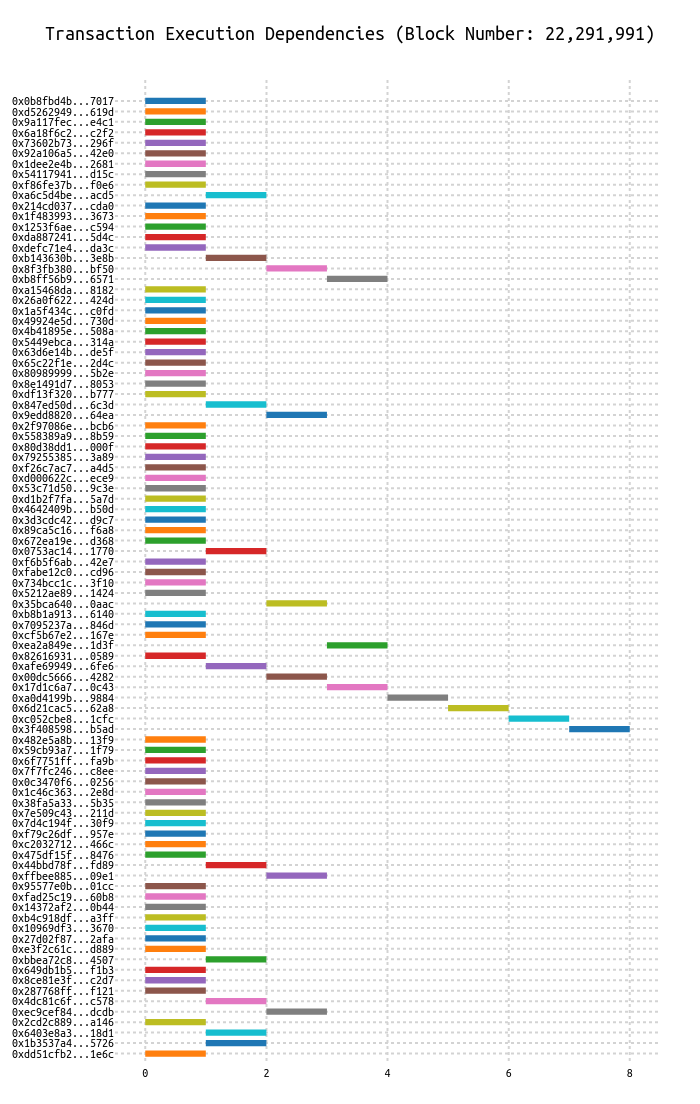 Transaction Execution Dependencies (Block Number: 22,291,991)
0x0b8fbd4b...7017
0xd5262949...619d
0x9a117fec...e4c1
0x6a18f6c2...c2f2
0x73602b73...296f
0x92a106a5...42e0
0x1dee2e4b...2681
0x54117941...d15c
0xf86fe37b...f0e6
0xa6c5d4be...acd5
0x214cd037...cda0
0x1f483993...3673
0x1253f6ae...c594
0xda887241...5d4c
0xdefc71e4...da3c
0xb143630b...3e8b
0x8f3fb380...bf50
0xb8ff56b9...6571
0xa15468da...8182
0x26a0f622...424d
0x1a5f434c...c0fd
0x49924e5d...730d
0x4b41895e...508a
0x5449ebca...314a
0x63d6e14b...de5f
0x65c22f1e...2d4c
0x80989999...5b2e
0x8e1491d7...8053
0xdf13f320...b777
0x847ed50d...6c3d
0x9edd8820...64ea
0x2f97086e...bcb6
0x558389a9...8b59
0x80d38dd1...000f
0x79255385...3a89
0xf26c7ac7...a4d5
0xd000622c...ece9
0x53c71d50...9c3e
0xd1b2f7fa...5a7d
0x4642409b...b50d
0x3d3cdc42...d9c7
0x89ca5c16...f6a8
0x672ea19e...d368
0x0753ac14...1770
0xf6b5f6ab...42e7
0xfabe12c0...cd96
0x734bcc1c...3f10
0x5212ae89...1424
0x35bca640...0aac
0xb8b1a913...6140
0x7095237a...846d
0xcf5b67e2...167e
0xea2a849e...1d3f
0x82616931...0589
0xafe69949...6fe6
0x00dc5666...4282
0x17d1c6a7...0c43
0xa0d4199b...9884
0x6d21cac5...62a8
0xc052cbe8...1cfc
0x3f408598...b5ad
0x482e5a8b...13f9
0x59cb93a7...1f79
0x6f7751ff...fa9b
0x7f7fc246...c8ee
0x0c3470f6...0256
0x1c46c363...2e8d
0x38fa5a33...5b35
0x7e509c43...211d
0x7d4c194f...30f9
0xf79c26df...957e
0xc2032712...466c
0x475df15f...8476
0x44bbd78f...fd89
0xffbee885...09e1
0x95577e0b...01cc
0xfad25c19...60b8
0x14372af2...0b44
0xb4c918df...a3ff
0x10969df3...3670
0x27d02f87...2afa
0xe3f2c61c...d889
0xbbea72c8...4507
0x649db1b5...f1b3
0x8ce81e3f...c2d7
0x287768ff...f121
0x4dc81c6f...c578
0xec9cef84...dcdb
0x2cd2c889...a146
0x6403e8a3...18d1
0x1b3537a4...5726
0xdd51cfb2...1e6c
0 2 4 6 8